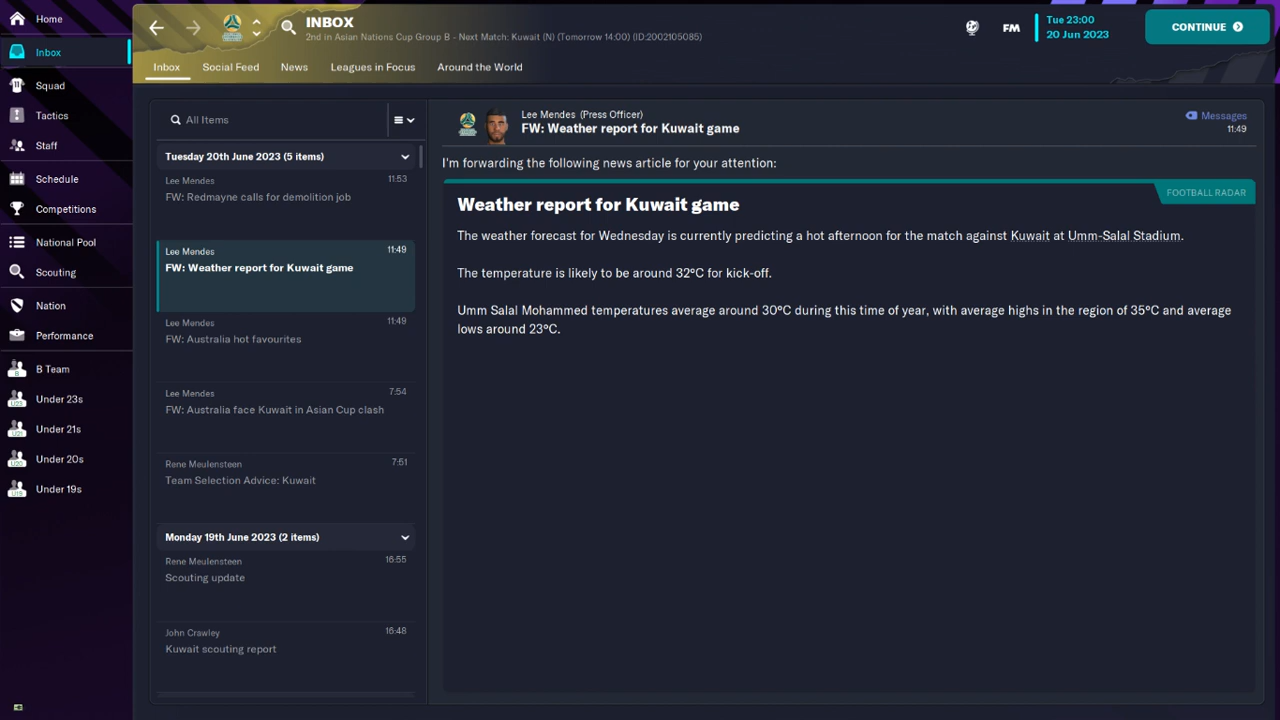 Home
Inbox
Squad
Tactics
Staff
Schedule
Competitions
National Pool
Scouting
Nation
Performance
B Team
Under 23s
Under 21s
Under 20s
Under 19s
INBOX
2nd in Asian Nations Cup Group B - Next Match: Kuwait (N) (Tomorrow 14:00) (ID:2002105085)
FM
Tue 23:00
20 Jun 2023
CONTINUE
Inbox
Social Feed
News
Leagues in Focus
Around the World
All Items
Tuesday 20th June 2023 (5 items)
Lee Mendes 11:53
FW: Redmayne calls for demolition job
Lee Mendes 11:49
FW: Weather report for Kuwait game
Lee Mendes 11:49
FW: Australia hot favourites
Lee Mendes 7:54
FW: Australia face Kuwait in Asian Cup clash
Rene Meulensteen 7:51
Team Selection Advice: Kuwait
Monday 19th June 2023 (2 items)
Rene Meulensteen 16:55
Scouting update
John Crawley 16:48
Kuwait scouting report
Lee Mendes (Press Officer)
FW: Weather report for Kuwait game
Messages
11:49
I'm forwarding the following news article for your attention:
FOOTBALL RADAR
Weather report for Kuwait game
The weather forecast for Wednesday is currently predicting a hot afternoon for the match against Kuwait at Umm-Salal Stadium.
The temperature is likely to be around 32°C for kick-off.
Umm Salal Mohammed temperatures average around 30°C during this time of year, with average highs in the region of 35°C and average
lows around 23°C.